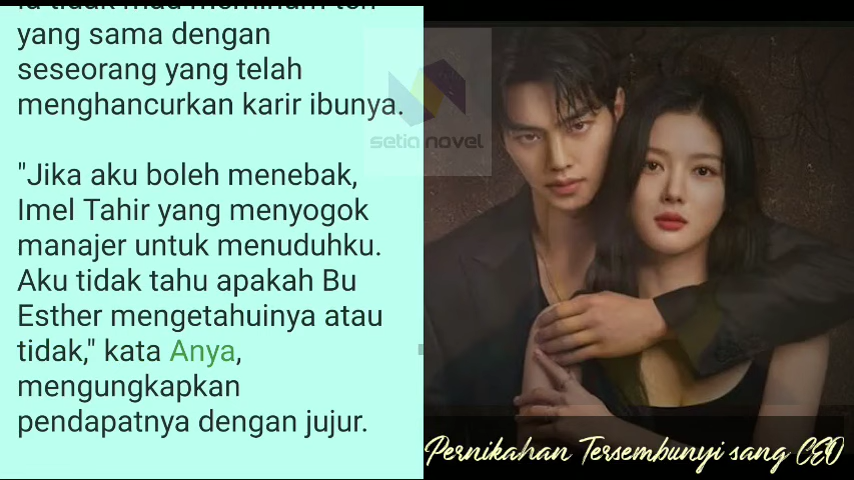 yang sama dengan
seseorang yang telah
menghancurkan karir ibunya.
"Jika aku boleh menebak,
Imel Tahir yang menyogok
manajer untuk menuduhku.
Aku tidak tahu apakah Bu
Esther mengetahuinya atau
tidak," kata Anya,
mengungkapkan
pendapatnya dengan jujur.
setia novel
Pernikahan Tersembunyi sang CEO